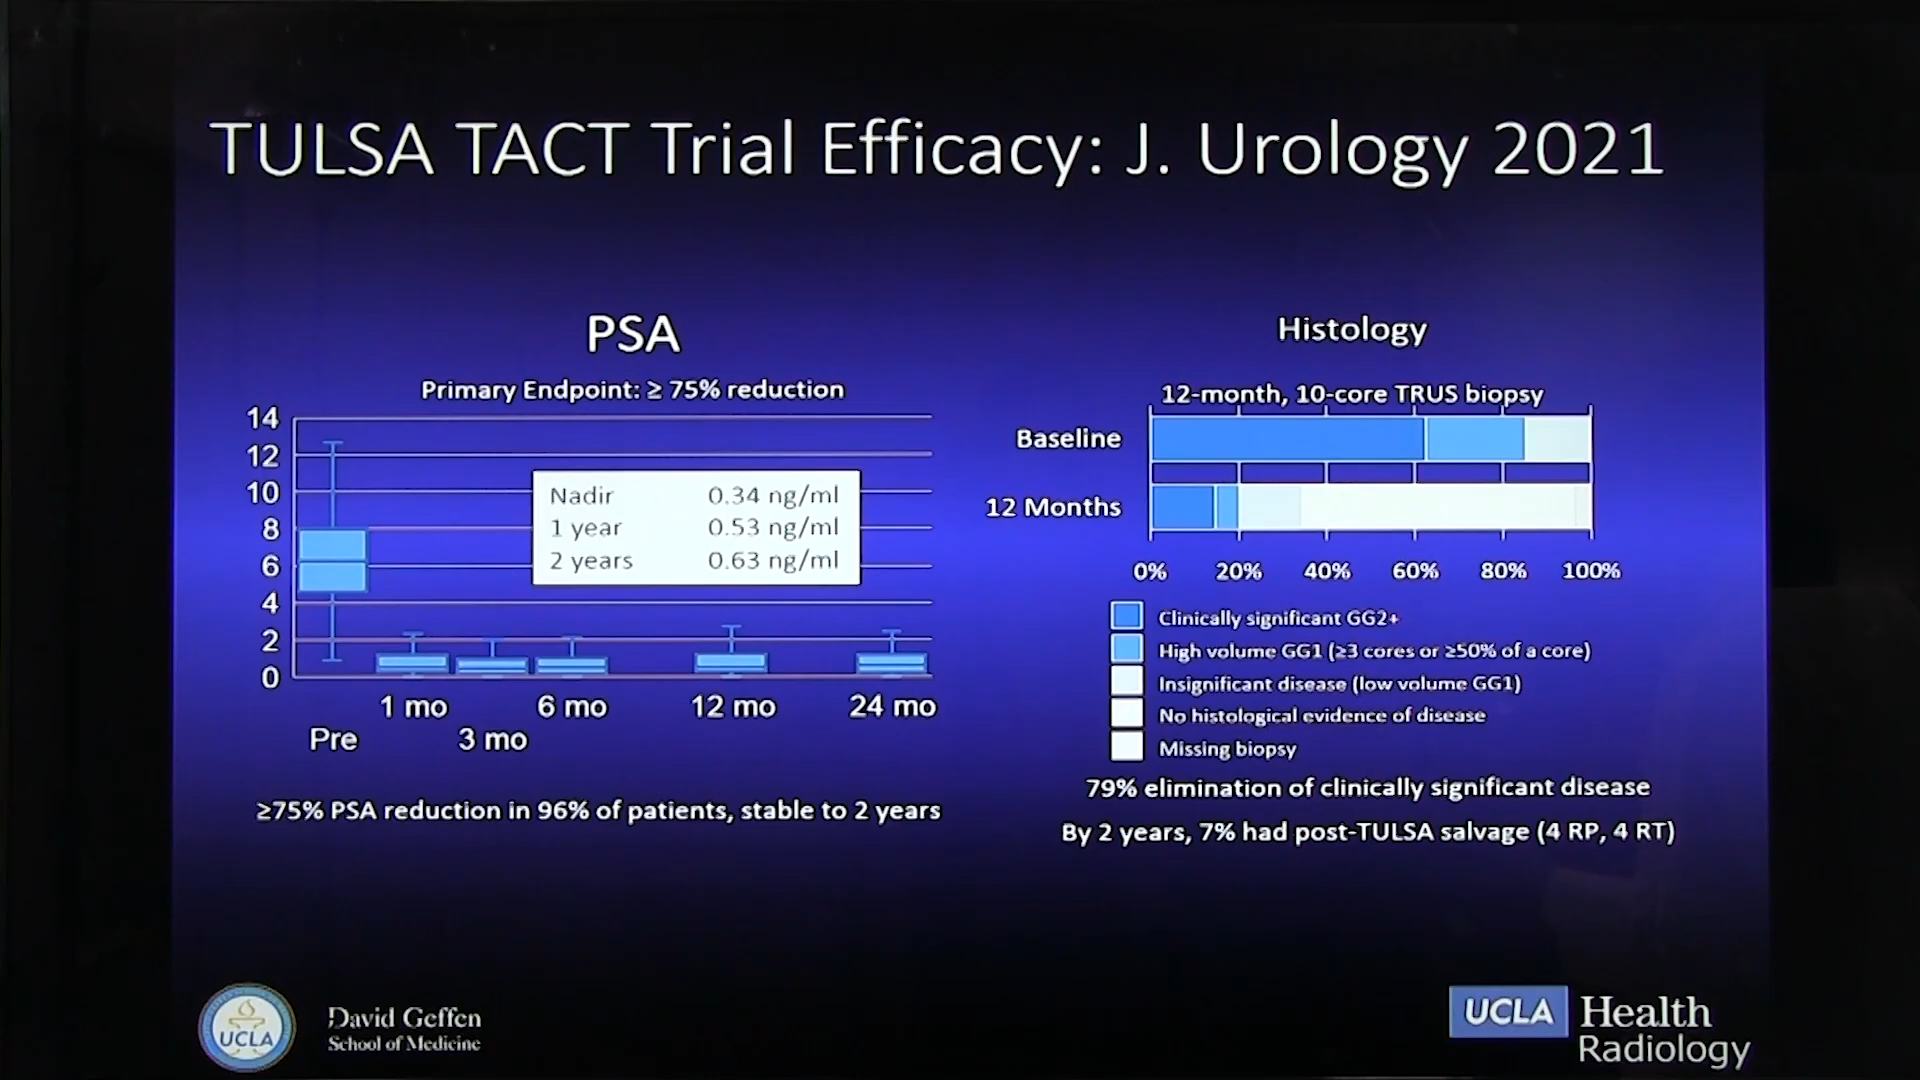 TULSA TACT Trial Efficacy: J. Urology 2021
PSA
Primary Endpoint: ≥ 75% reduction
14
12
10
8
6
4
2
0
Nadir 0.34 ng/ml
1 year 0.53 ng/ml
2 years 0.63 ng/ml
1 mo 6 mo 12 mo 24 mo
Pre 3 mo
≥75% PSA reduction in 96% of patients, stable to 2 years
Histology
12-month, 10-core TRUS biopsy
Baseline
12 Months
0% 20% 40% 60% 80% 100%
Clinically significant GG2+
High volume GG1 (≥3 cores or ≥50% of a core)
Insignificant disease (low volume GG1)
No histological evidence of disease
Missing biopsy
79% elimination of clinically significant disease
By 2 years, 7% had post-TULSA salvage (4 RP, 4 RT)
UCLA
David Geffen
School of Medicine
UCLA Health
Radiology